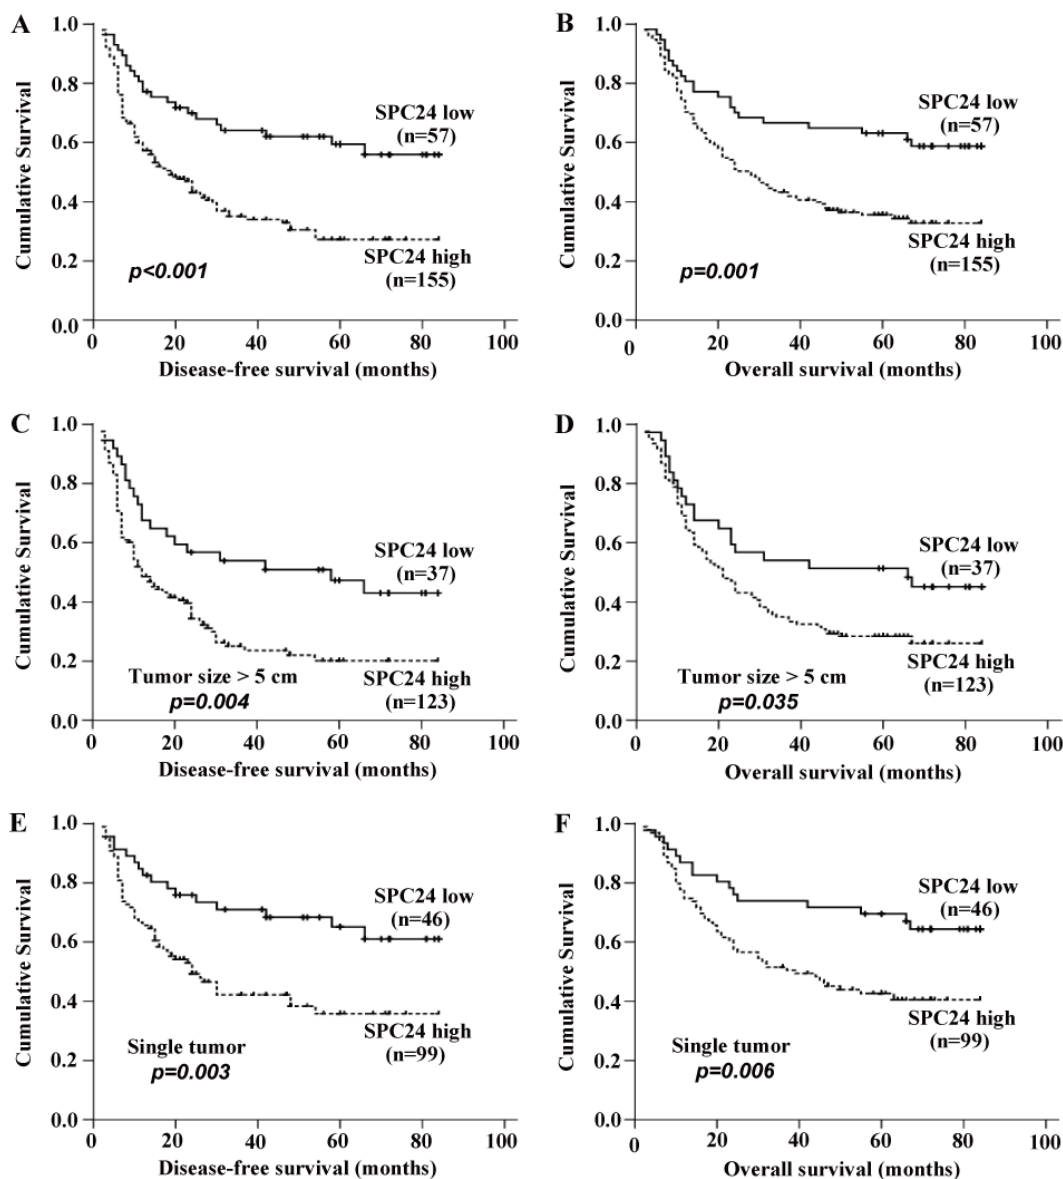 A
Cumulative Survival
1.0
0.8
0.6
0.4
0.2
0.0
SPC24 low
(n=57)
SPC24 high
(n=155)
p<0.001
0 20 40 60 80 100
Disease-free survival (months)
B
Cumulative Survival
1.0
0.8
0.6
0.4
0.2
0.0
SPC24 low
(n=57)
SPC24 high
(n=155)
p=0.001
0 20 40 60 80 100
Overall survival (months)
C
Cumulative Survival
1.0
0.8
0.6
0.4
0.2
0.0
SPC24 low
(n=37)
SPC24 high
(n=123)
Tumor size > 5 cm
p=0.004
0 20 40 60 80 100
Disease-free survival (months)
D
Cumulative Survival
1.0
0.8
0.6
0.4
0.2
0.0
SPC24 low
(n=37)
SPC24 high
(n=123)
Tumor size > 5 cm
p=0.035
0 20 40 60 80 100
Overall survival (months)
E
Cumulative Survival
1.0
0.8
0.6
0.4
0.2
0.0
SPC24 low
(n=46)
SPC24 high
(n=99)
Single tumor
p=0.003
0 20 40 60 80 100
Disease-free survival (months)
F
Cumulative Survival
1.0
0.8
0.6
0.4
0.2
0.0
SPC24 low
(n=46)
SPC24 high
(n=99)
Single tumor
p=0.006
0 20 40 60 80 100
Overall survival (months)